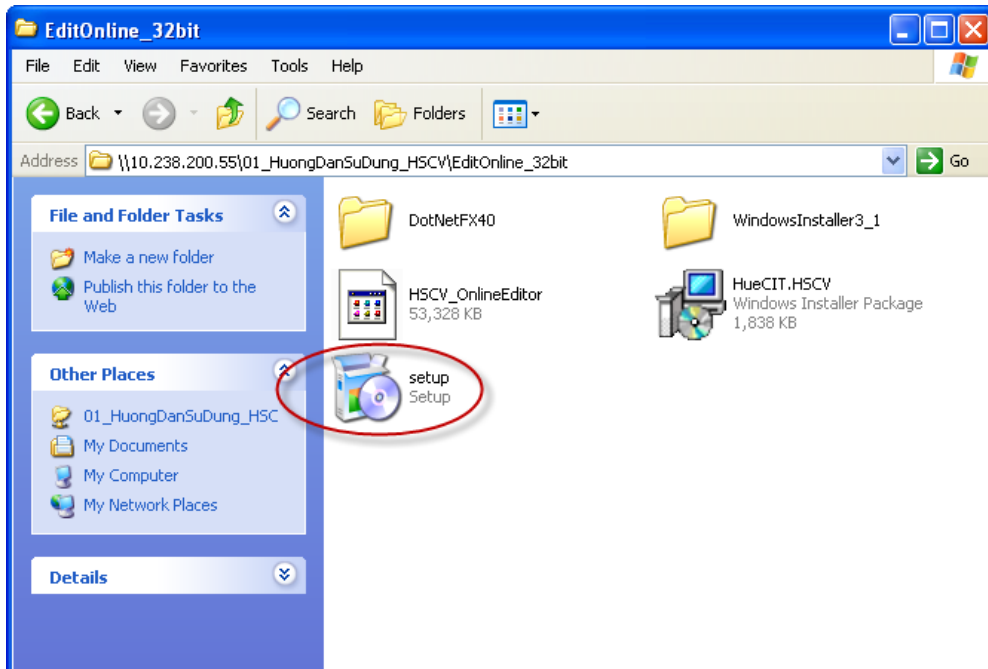 EditOnline_32bit
File Edit View Favorites Tools Help
Back Search Folders
Address \\10.238.200.55\01_HuongDanSuDung_HSCV\EditOnline_32bit Go
File and Folder Tasks
Make a new folder
Publish this folder to the
Web
Other Places
01_HuongDanSuDung_HSC
My Documents
My Computer
My Network Places
Details
DotNetFX40
WindowsInstaller3_1
HSCV_OnlineEditor
53,328 KB
HueCIT.HSCV
Windows Installer Package
1,838 KB
setup
Setup